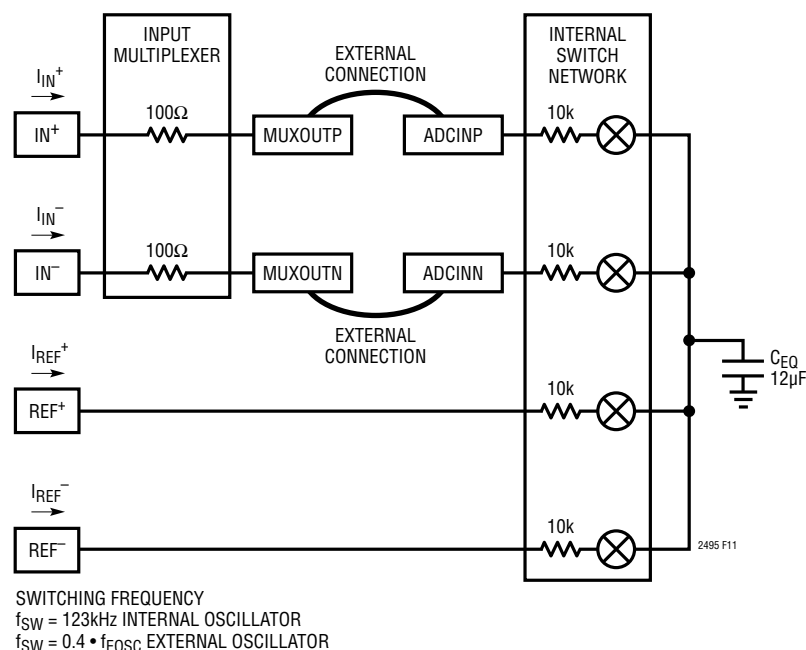 INPUT
MULTIPLEXER
EXTERNAL
CONNECTION
INTERNAL
SWITCH
NETWORK
IIN+
100Ω
10k
IN+
MUXOUTP
ADCINP
IIN−
100Ω
10k
IN−
MUXOUTN
ADCINN
EXTERNAL
CONNECTION
IREF+
CEQ
12µF
10k
REF+
IREF−
10k
REF−
2495 F11
SWITCHING FREQUENCY
fSW = 123kHz INTERNAL OSCILLATOR
fSW = 0.4 • fEOSC EXTERNAL OSCILLATOR